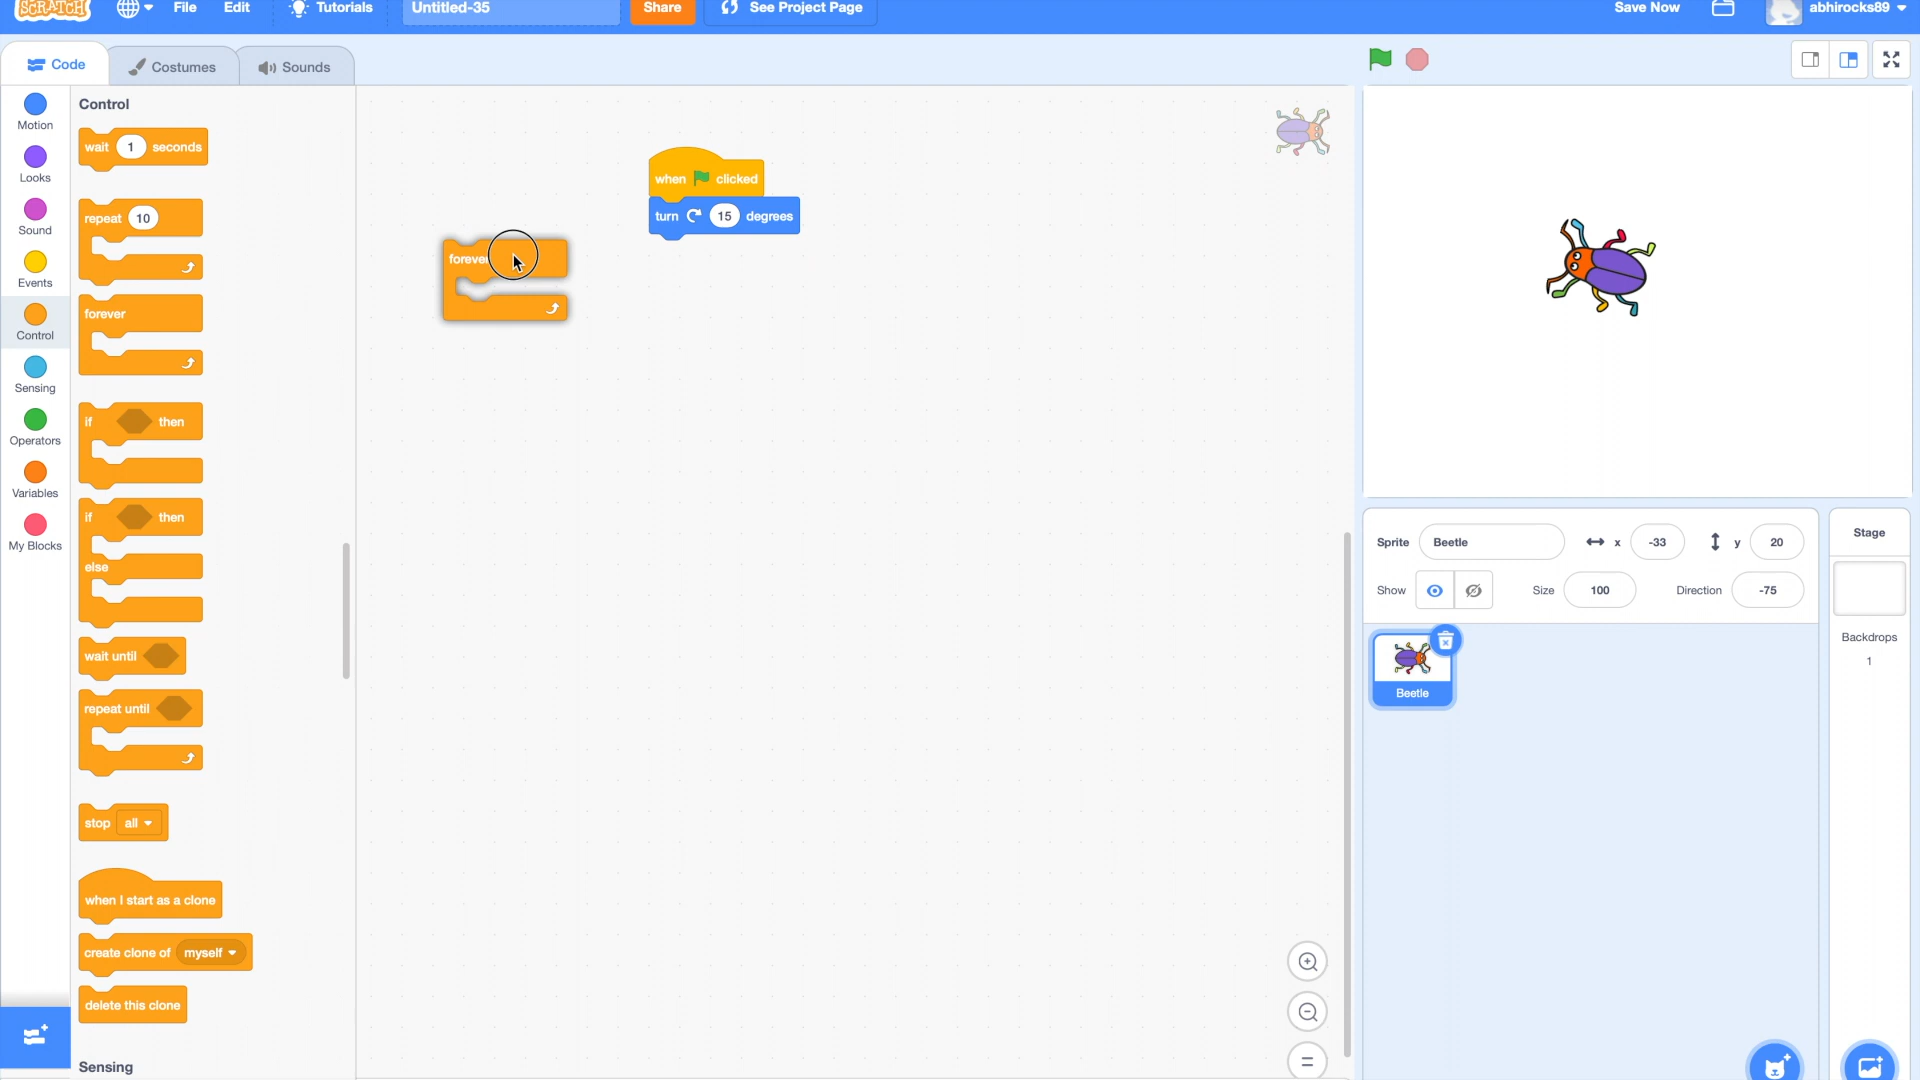 SCRATCH
File
Edit
Tutorials
Untitled-35
Share
See Project Page
Save Now
abhirocks89
Code
Costumes
Sounds
Motion
Looks
Sound
Events
Control
Sensing
Operators
Variables
My Blocks
Control
wait 1 seconds
repeat 10
forever
if then
if then
else
wait until
repeat until
stop all
when I start as a clone
create clone of myself
delete this clone
Sensing
when clicked
turn 15 degrees
forever
Sprite Beetle x -33 y 20
Show Size 100 Direction -75
Beetle
Stage
Backdrops
1